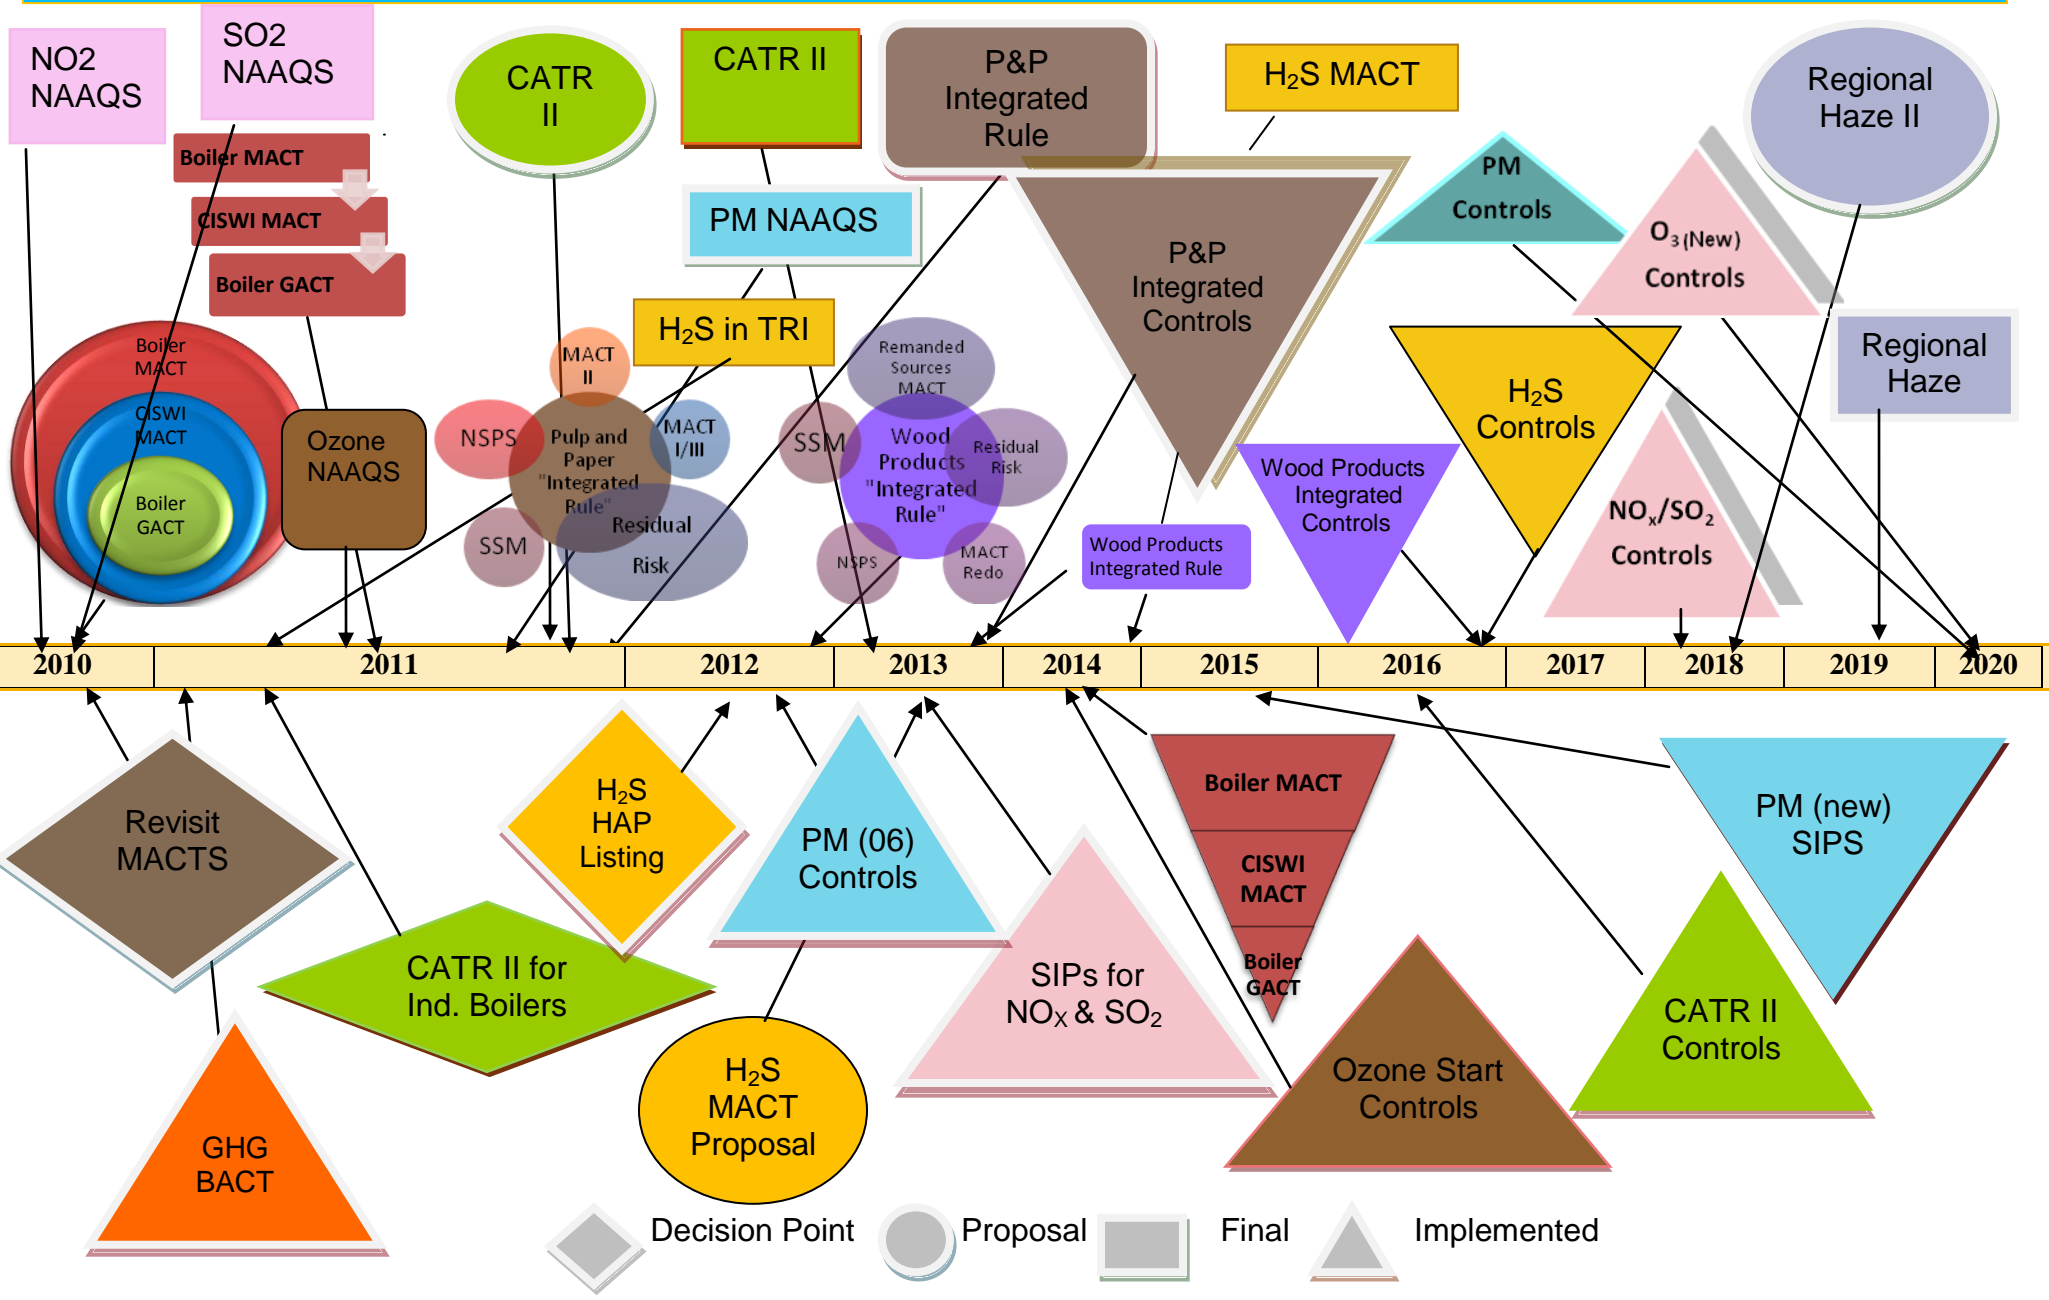 NO2
NAAQS
SO2
NAAQS
Boiler MACT
CISWI MACT
Boiler GACT
CATR
II
CATR II
PM NAAQS
H₂S in TRI
P&P
Integrated
Rule
H₂S MACT
P&P
Integrated
Controls
PM
Controls
O₃ (New)
Controls
Regional
Haze II
Regional
Haze
Boiler
MACT
CISWI
MACT
Boiler
GACT
Ozone
NAAQS
MACT
II
NSPS
Pulp and
Paper
"Integrated
Rule"
MACT
I/III
SSM
Residual
Risk
Remanded
Sources
MACT
SSM
Wood
Products
"Integrated
Rule"
Residual
Risk
NSPS
MACT
Redo
Wood Products
Integrated Rule
Wood Products
Integrated
Controls
H₂S
Controls
NOₓ/SO₂
Controls
2010 2011 2012 2013 2014 2015 2016 2017 2018 2019 2020
Revisit
MACTS
GHG
BACT
CATR II for
Ind. Boilers
H₂S
HAP
Listing
PM (06)
Controls
H₂S
MACT
Proposal
SIPs for
NOX & SO₂
Boiler MACT
CISWI
MACT
Boiler
GACT
Ozone Start
Controls
CATR II
Controls
PM (new)
SIPS
Decision Point Proposal Final Implemented